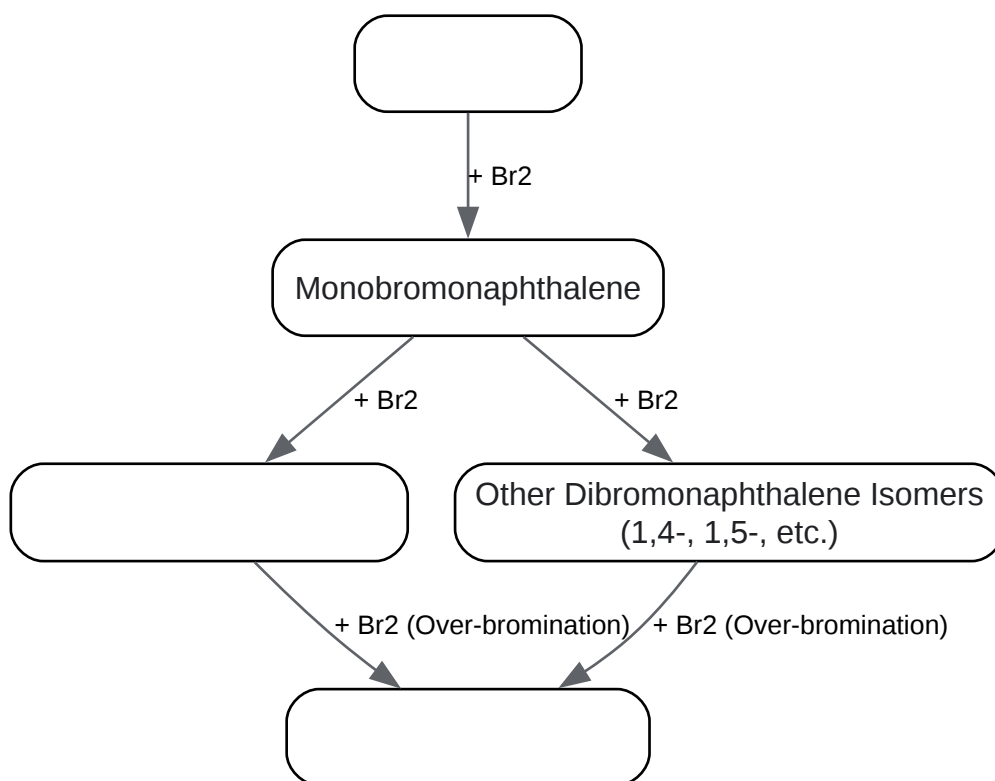 + Br2
Monobromonaphthalene
+ Br2
+ Br2
Other Dibromonaphthalene Isomers
(1,4-, 1,5-, etc.)
+ Br2 (Over-bromination)
+ Br2 (Over-bromination)